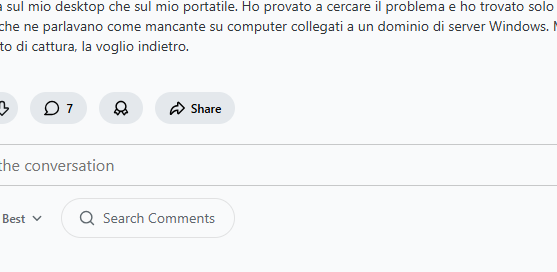 sul mio desktop che sul mio portatile. Ho provato a cercare il problema e ho trovato solo
che ne parlavano come mancante su computer collegati a un dominio di server Windows.
to di cattura, la voglio indietro.
7
Share
the conversation
Best
Search Comments